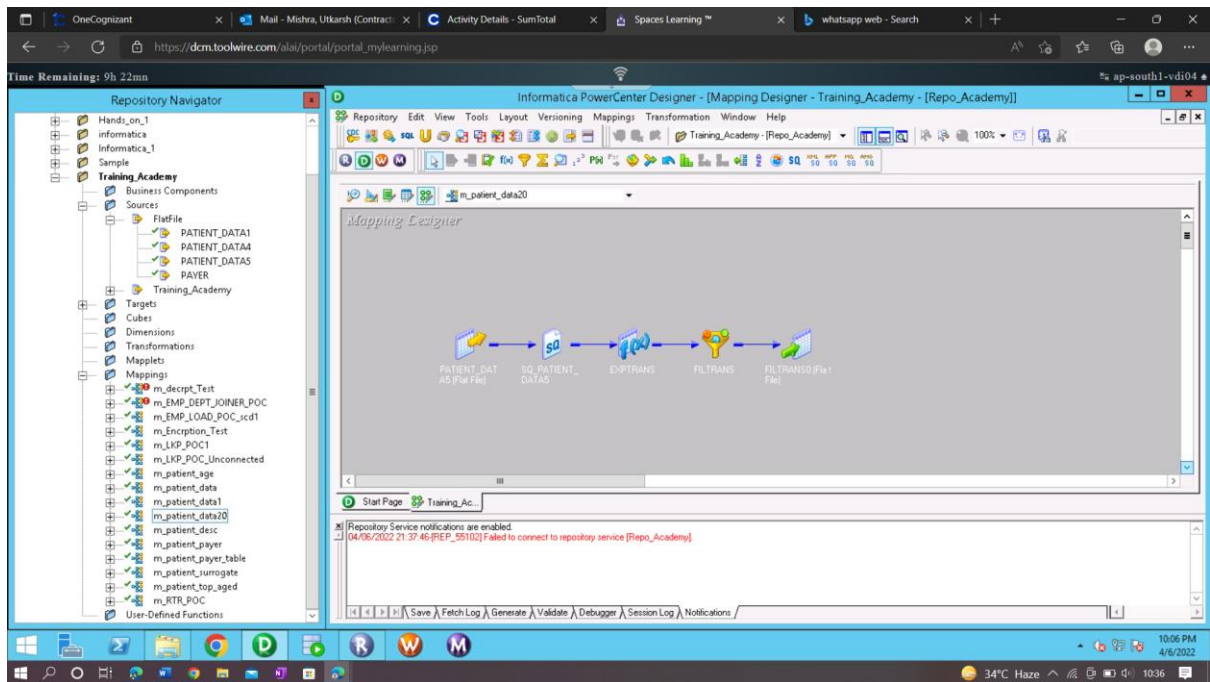 OneCognizant
Mail - Mishra, Utkarsh (Contract
Activity Details - SumTotal
Spaces Learning ™
whatsapp web - Search
https://dcm.toolwire.com/alai/portal/portal_mylearning.jsp
Time Remaining: 9h 22mn
ap-south1-vdi04
Repository Navigator
Hands_on_1
informatica
Informatica_1
Sample
Training_Academy
Business Components
Sources
FlatFile
PATIENT_DATA1
PATIENT_DATA4
PATIENT_DATA5
PAYER
Training_Academy
Targets
Cubes
Dimensions
Transformations
Mapplets
Mappings
m_decrpt_Test
m_EMP_DEPT_JOINER_POC
m_EMP_LOAD_POC_scd1
m_Encrption_Test
m_LKP_POC1
m_LKP_POC_Unconnected
m_patient_age
m_patient_data
m_patient_data1
m_patient_data20
m_patient_desc
m_patient_payer
m_patient_payer_table
m_patient_surrogate
m_patient_top_aged
m_RTR_POC
User-Defined Functions
Informatica PowerCenter Designer - [Mapping Designer - Training_Academy - [Repo_Academy]]
Repository Edit View Tools Layout Versioning Mappings Transformation Window Help
Training_Academy - [Repo_Academy]
100%
m_patient_data20
Mapping Designer
PATIENT_DAT
A5 (Flat File)
SQ_PATIENT_
DATA5
EXPTRANS
FILTRANS
FILTRANS0 (Flat
File)
Start Page
Training_Ac...
Repository Service notifications are enabled.
04/06/2022 21:37:46-[REP_55102] Failed to connect to repository service [Repo_Academy].
Save Fetch Log Generate Validate Debugger Session Log Notifications
10:06 PM
4/6/2022
34°C Haze
10:36